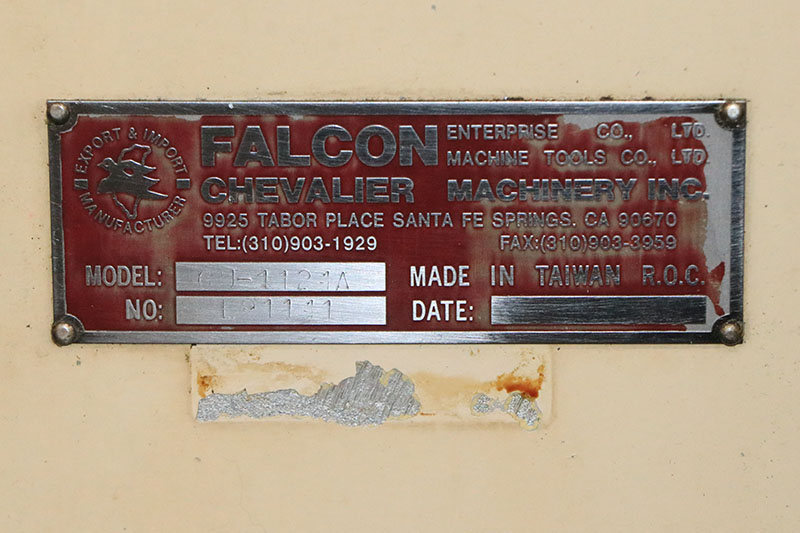 EXPORT & IMPORT
MANUFACTURER
FALCON ENTERPRISE CO., LTD.
MACHINE TOOLS CO., LTD.
CHEVALIER MACHINERY INC.
9925 TABOR PLACE SANTA FE SPRINGS. CA 90670
TEL:(310)903-1929 FAX:(310)903-3959
MODEL: MADE IN TAIWAN R.O.C.
NO: DATE: